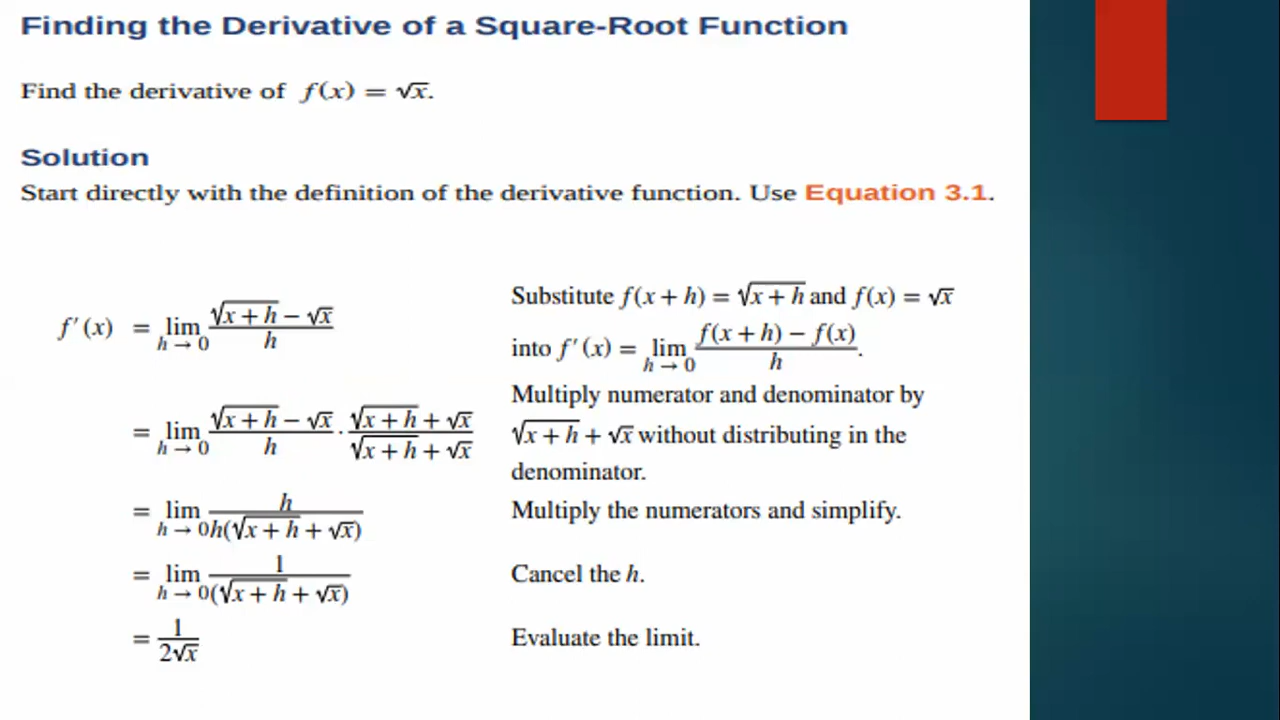 Finding the Derivative of a Square-Root Function
Find the derivative of f(x) = √x.
Solution
Start directly with the definition of the derivative function. Use Equation 3.1.
f′(x) = lim_{h → 0} (√(x + h) − √x)/h
Substitute f(x + h) = √(x + h) and f(x) = √x
into f′(x) = lim_{h → 0} (f(x + h) − f(x))/h.
= lim_{h → 0} (√(x + h) − √x)/h · (√(x + h) + √x)/(√(x + h) + √x)
Multiply numerator and denominator by
√(x + h) + √x without distributing in the
denominator.
= lim_{h → 0} h/(h(√(x + h) + √x))
Multiply the numerators and simplify.
= lim_{h → 0} 1/((√(x + h) + √x))
Cancel the h.
= 1/(2√x)
Evaluate the limit.